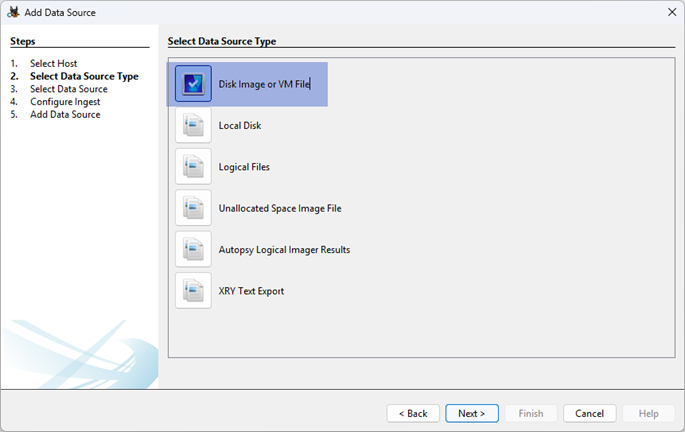 Add Data Source
Steps
1. Select Host
2. Select Data Source Type
3. Select Data Source
4. Configure Ingest
5. Add Data Source
Select Data Source Type
Disk Image or VM File
Local Disk
Logical Files
Unallocated Space Image File
Autopsy Logical Imager Results
XRY Text Export
< Back
Next >
Finish
Cancel
Help